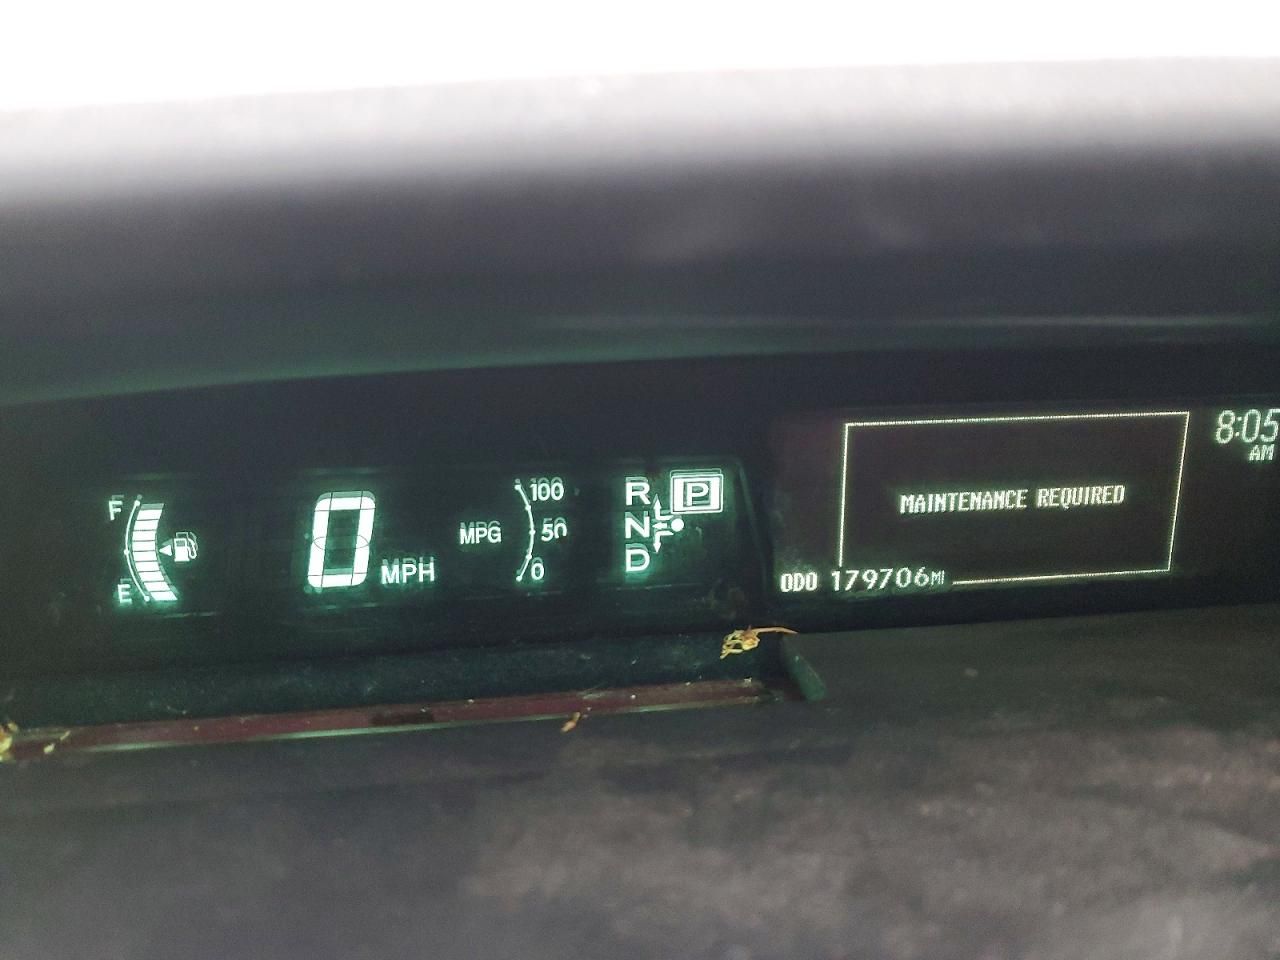 F
E
0
MPH
MPG
100
50
0
R
P
N
D
8:05
AM
MAINTENANCE REQUIRED
ODO 179706MI